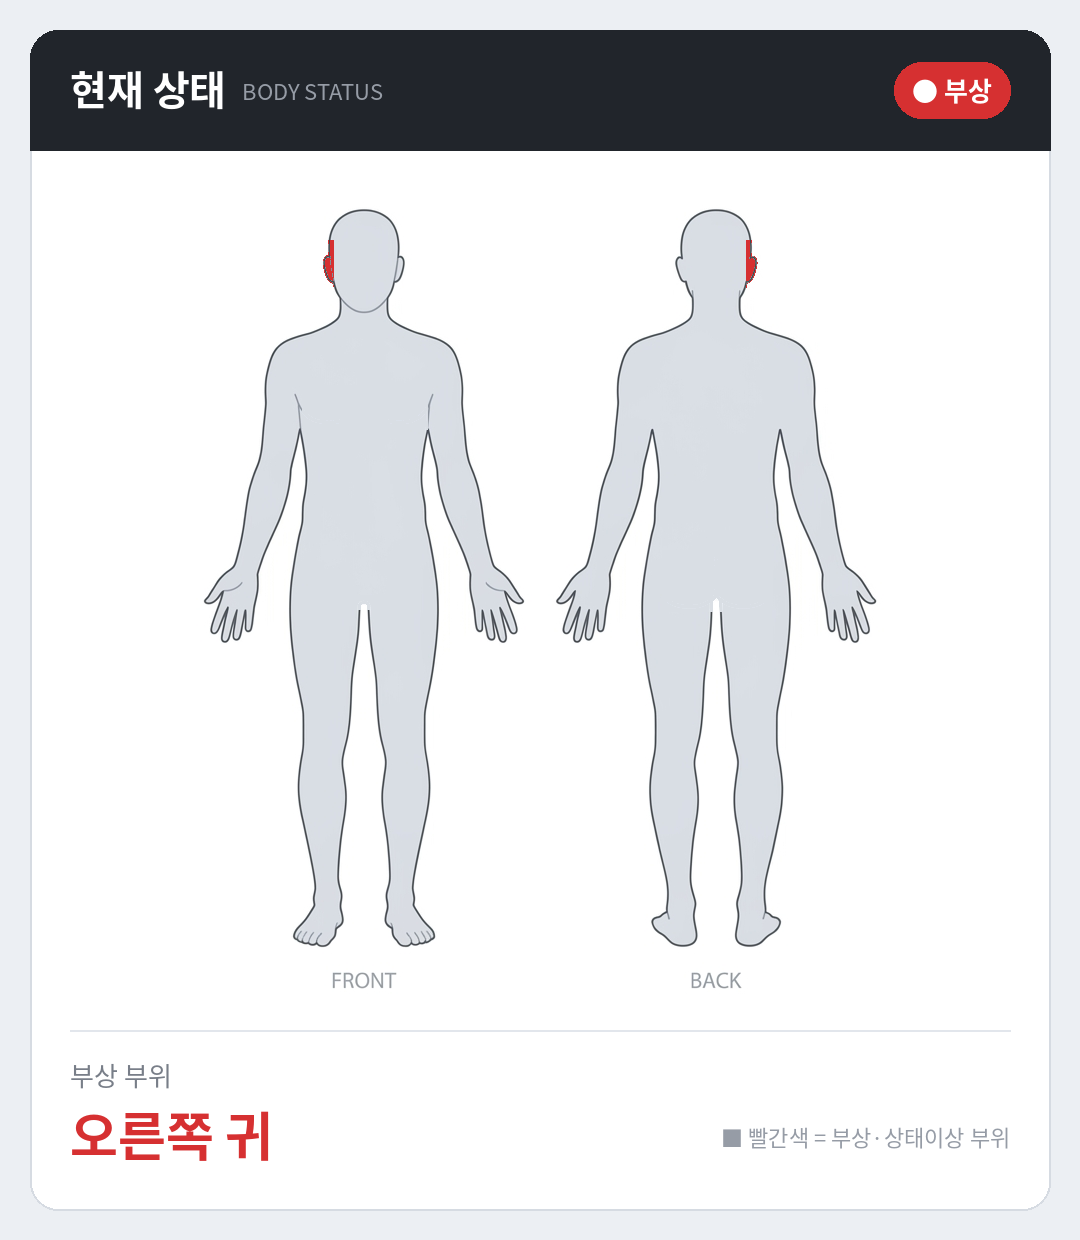 현재 상태 BODY STATUS
부상
FRONT
BACK
부상 부위
오른쪽 귀
빨간색 = 부상·상태이상 부위